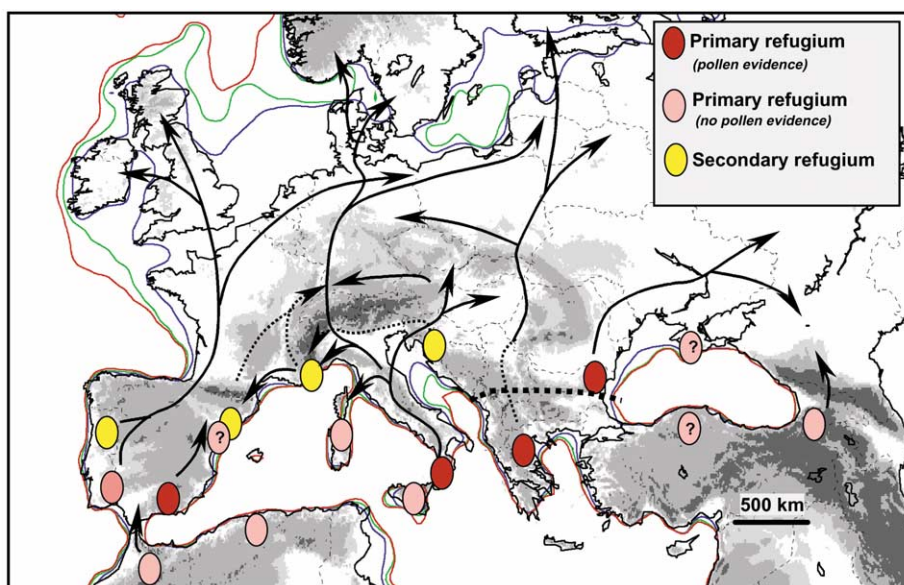 Primary refugium
(pollen evidence)
Primary refugium
(no pollen evidence)
Secondary refugium
?
?
?
500 km